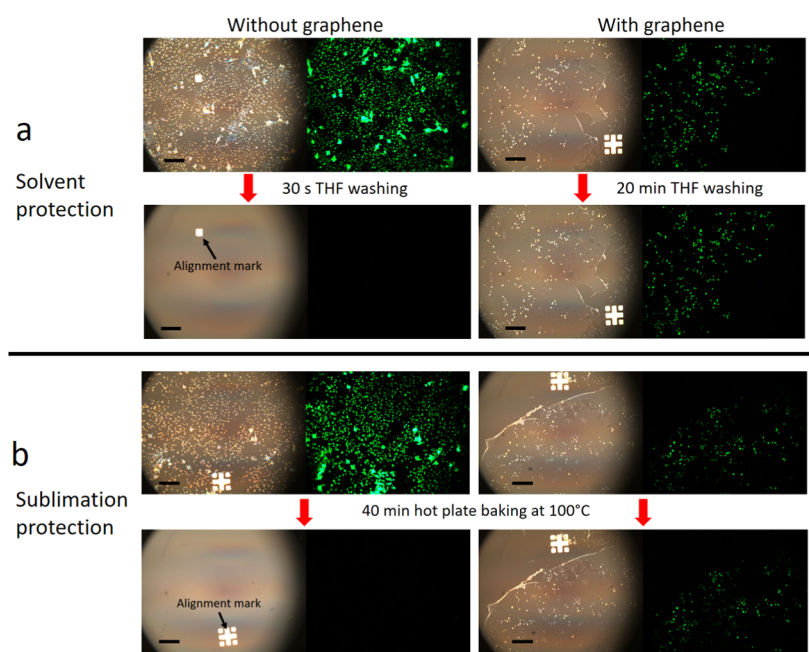 Without graphene
With graphene
a
Solvent
protection
30 s THF washing
20 min THF washing
Alignment mark
b
Sublimation
protection
40 min hot plate baking at 100°C
Alignment mark